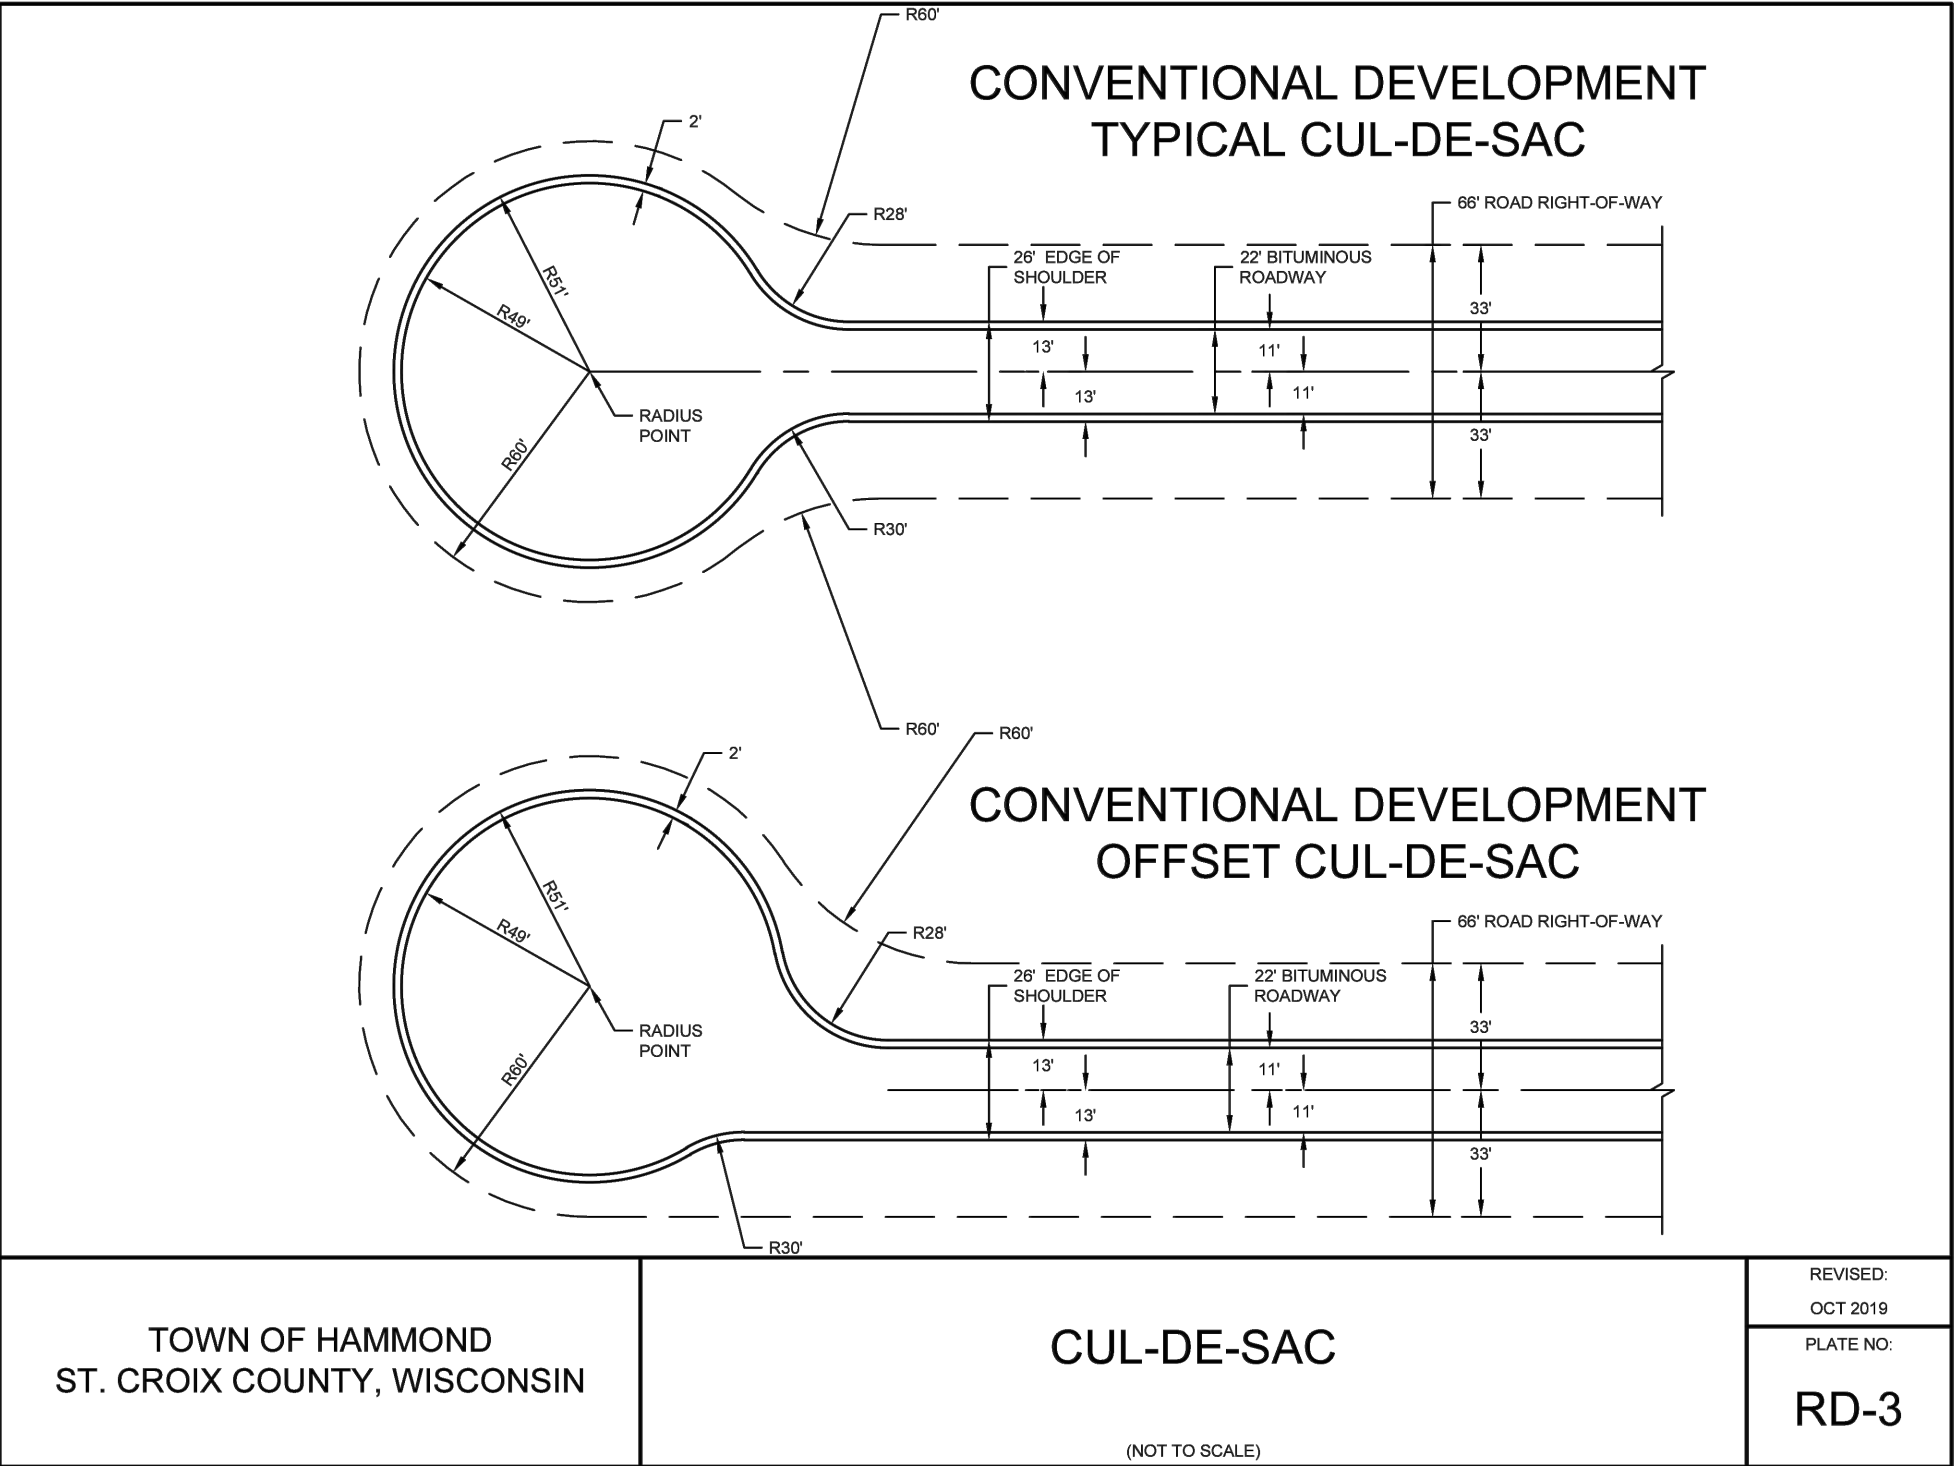 R60'
CONVENTIONAL DEVELOPMENT
TYPICAL CUL-DE-SAC
2'
R28'
66' ROAD RIGHT-OF-WAY
26' EDGE OF
SHOULDER
22' BITUMINOUS
ROADWAY
R51'
R49'
33'
13'
11'
13'
11'
RADIUS
POINT
R60'
33'
R30'
R60'
R60'
2'
CONVENTIONAL DEVELOPMENT
OFFSET CUL-DE-SAC
R51'
R49'
R28'
66' ROAD RIGHT-OF-WAY
26' EDGE OF
SHOULDER
22' BITUMINOUS
ROADWAY
33'
RADIUS
POINT
R60'
13'
11'
13'
11'
33'
R30'
TOWN OF HAMMOND
ST. CROIX COUNTY, WISCONSIN
CUL-DE-SAC
(NOT TO SCALE)
REVISED:
OCT 2019
PLATE NO:
RD-3